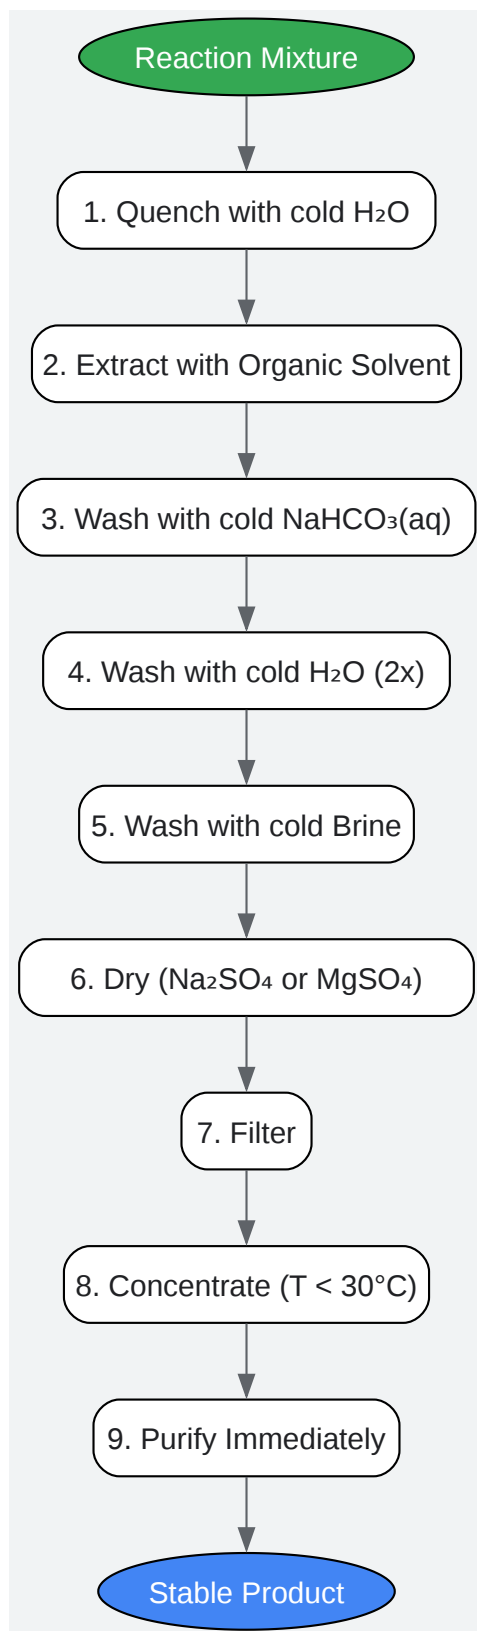 Reaction Mixture
1. Quench with cold H₂O
2. Extract with Organic Solvent
3. Wash with cold NaHCO₃(aq)
4. Wash with cold H₂O (2x)
5. Wash with cold Brine
6. Dry (Na₂SO₄ or MgSO₄)
7. Filter
8. Concentrate (T < 30°C)
9. Purify Immediately
Stable Product